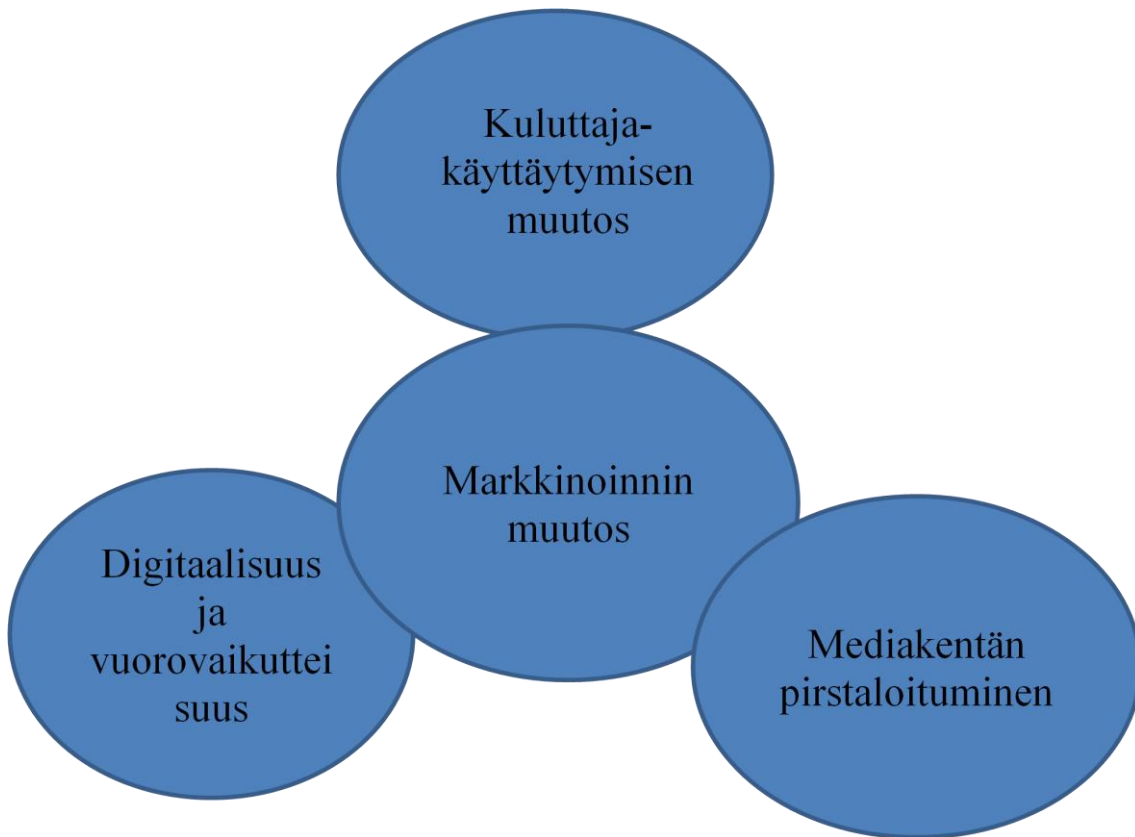 Kuluttaja-
käyttäytymisen
muutos
Markkinoinnin
muutos
Digitaalisuus
ja
vuorovaikuttei
suus
Mediakentän
pirstaloituminen